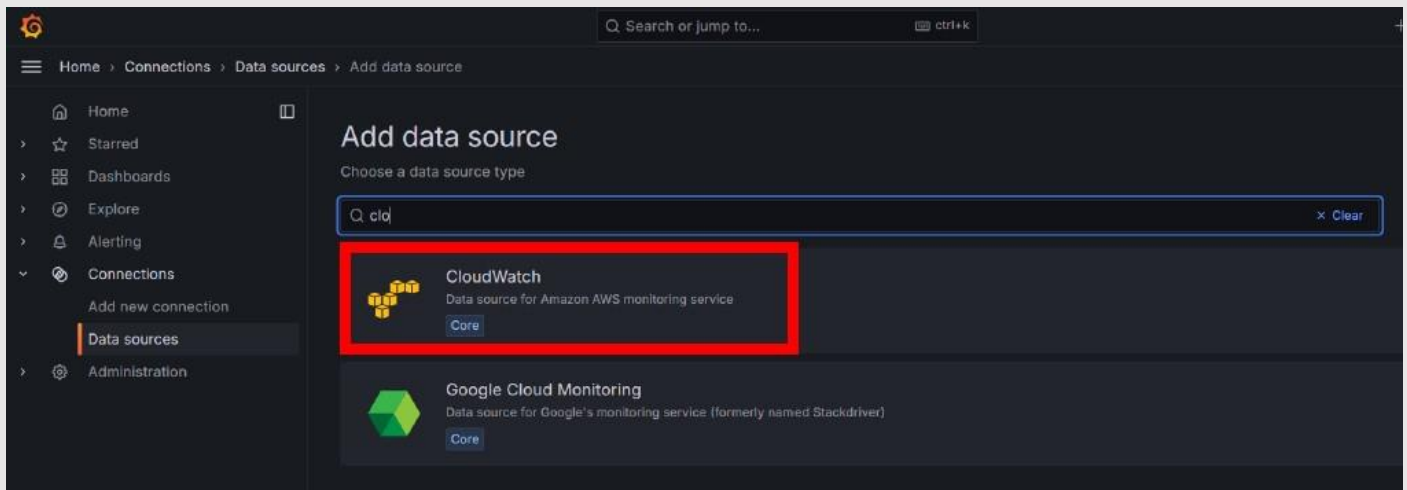 Search or jump to... ctrl+k
Home › Connections › Data sources › Add data source
Home
Starred
Dashboards
Explore
Alerting
Connections
Add new connection
Data sources
Administration
Add data source
Choose a data source type
clo × Clear
CloudWatch
Data source for Amazon AWS monitoring service
Core
Google Cloud Monitoring
Data source for Google's monitoring service (formerly named Stackdriver)
Core